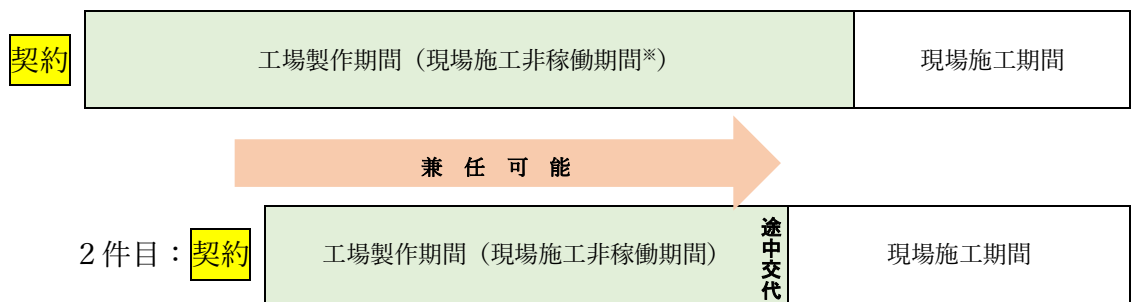 契約
工場製作期間（現場施工非稼働期間※）
現場施工期間
兼 任 可 能
２件目：契約
工場製作期間（現場施工非稼働期間）
途中交代
現場施工期間